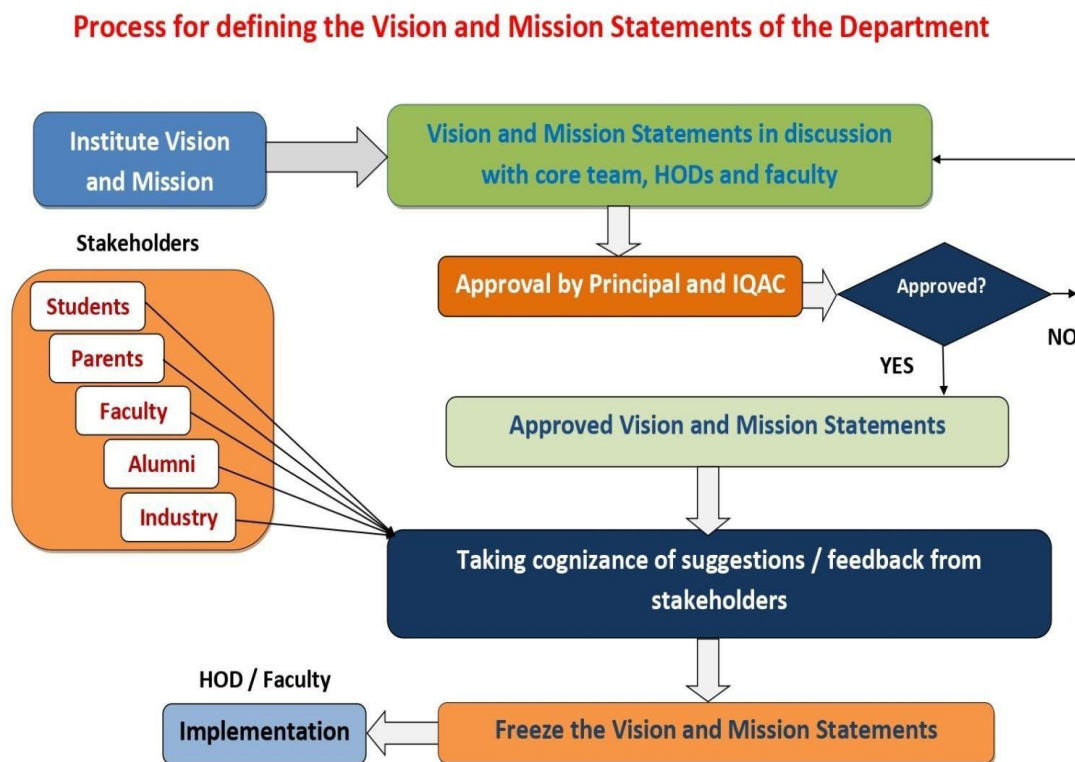 Process for defining the Vision and Mission Statements of the Department
Institute Vision
and Mission
Vision and Mission Statements in discussion
with core team, HODs and faculty
Stakeholders
Students
Parents
Faculty
Alumni
Industry
Approval by Principal and IQAC
Approved?
NO
YES
Approved Vision and Mission Statements
Taking cognizance of suggestions / feedback from
stakeholders
HOD / Faculty
Implementation
Freeze the Vision and Mission Statements